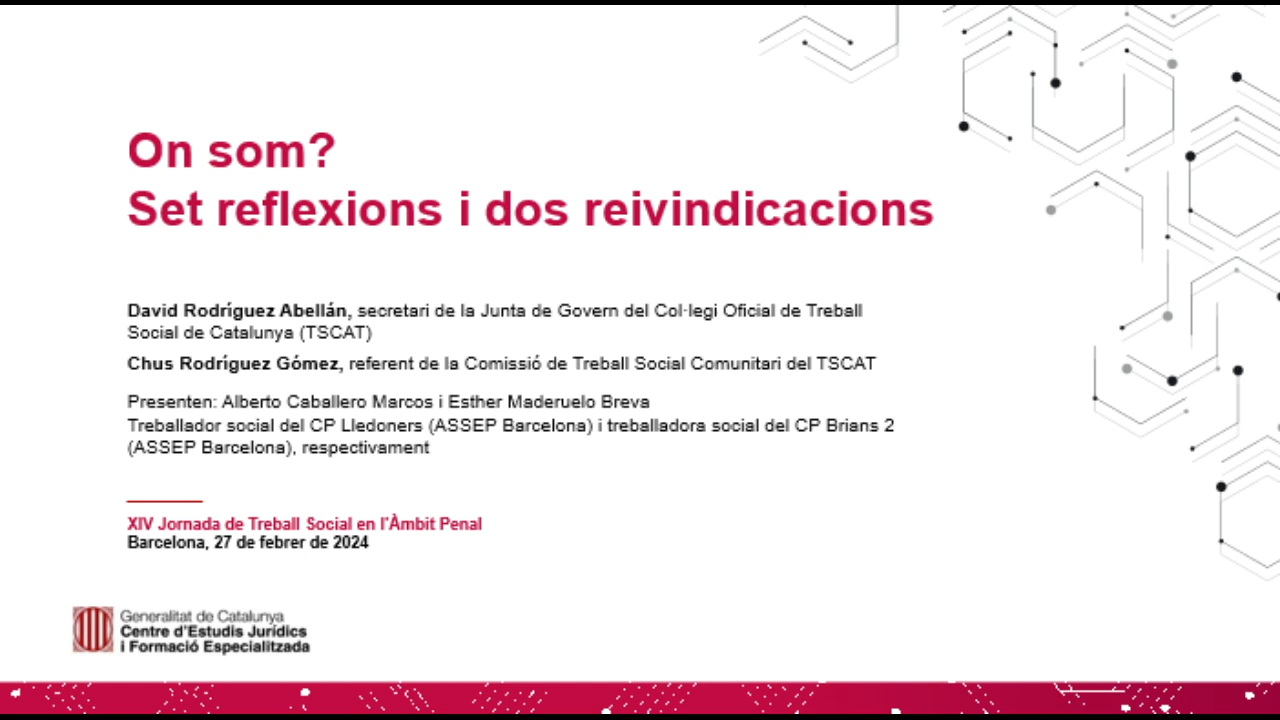 On som?
Set reflexions i dos reivindicacions
David Rodríguez Abellán, secretari de la Junta de Govern del Col·legi Oficial de Treball
Social de Catalunya (TSCAT)
Chus Rodríguez Gómez, referent de la Comissió de Treball Social Comunitari del TSCAT
Presenten: Alberto Caballero Marcos i Esther Maderuelo Breva
Treballador social del CP Lledoners (ASSEP Barcelona) i treballadora social del CP Brians 2
(ASSEP Barcelona), respectivament
XIV Jornada de Treball Social en l'Àmbit Penal
Barcelona, 27 de febrer de 2024
Generalitat de Catalunya
Centre d'Estudis Jurídics
i Formació Especialitzada